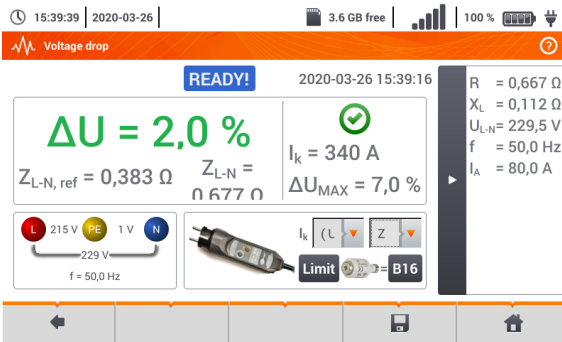 15:39:39 2020-03-26 3.6 GB free 100 %
Voltage drop ?
READY! 2020-03-26 15:39:16
ΔU = 2,0 %
ZL-N, ref = 0,383 Ω
ZL-N =
0,677 Ω
Ik = 340 A
ΔUMAX = 7,0 %
R = 0,667 Ω
XL = 0,112 Ω
UL-N= 229,5 V
f = 50,0 Hz
IA = 80,0 A
L 215 V PE 1 V N
229 V
f = 50,0 Hz
Ik (L Z
Limit = B16